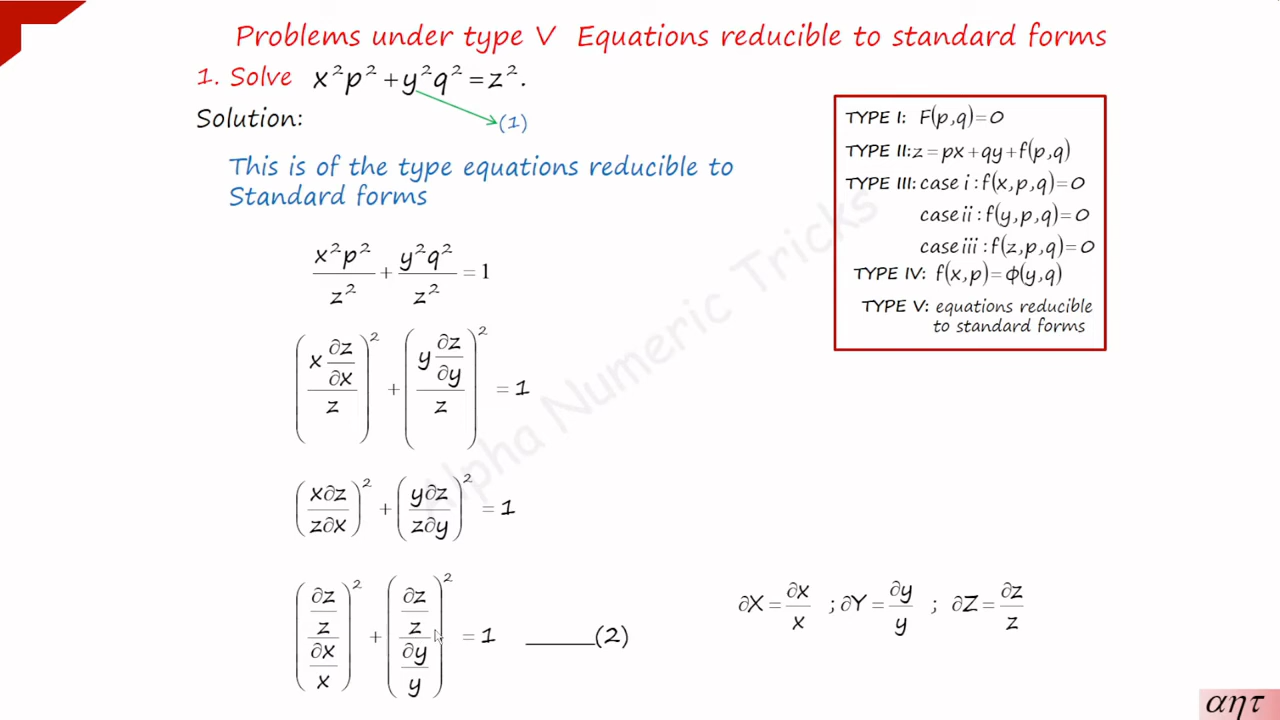 Problems under type V Equations reducible to standard forms
1. Solve x²p² + y²q² = z².
Solution:
(1)
This is of the type equations reducible to
Standard forms
x²p²/z² + y²q²/z² = 1
(x ∂z/∂x / z)² + (y ∂z/∂y / z)² = 1
(x∂z/z∂x)² + (y∂z/z∂y)² = 1
(∂z/z / ∂x/x)² + (∂z/z / ∂y/y)² = 1 ______(2)
TYPE I: F(p,q)=0
TYPE II: z=px+qy+f(p,q)
TYPE III: case i : f(x,p,q)=0
case ii : f(y,p,q)=0
case iii : f(z,p,q)=0
TYPE IV: f(x,p)=ϕ(y,q)
TYPE V: equations reducible
to standard forms
∂X = ∂x/x ; ∂Y = ∂y/y ; ∂Z = ∂z/z
Alpha Numeric Tricks
αητ